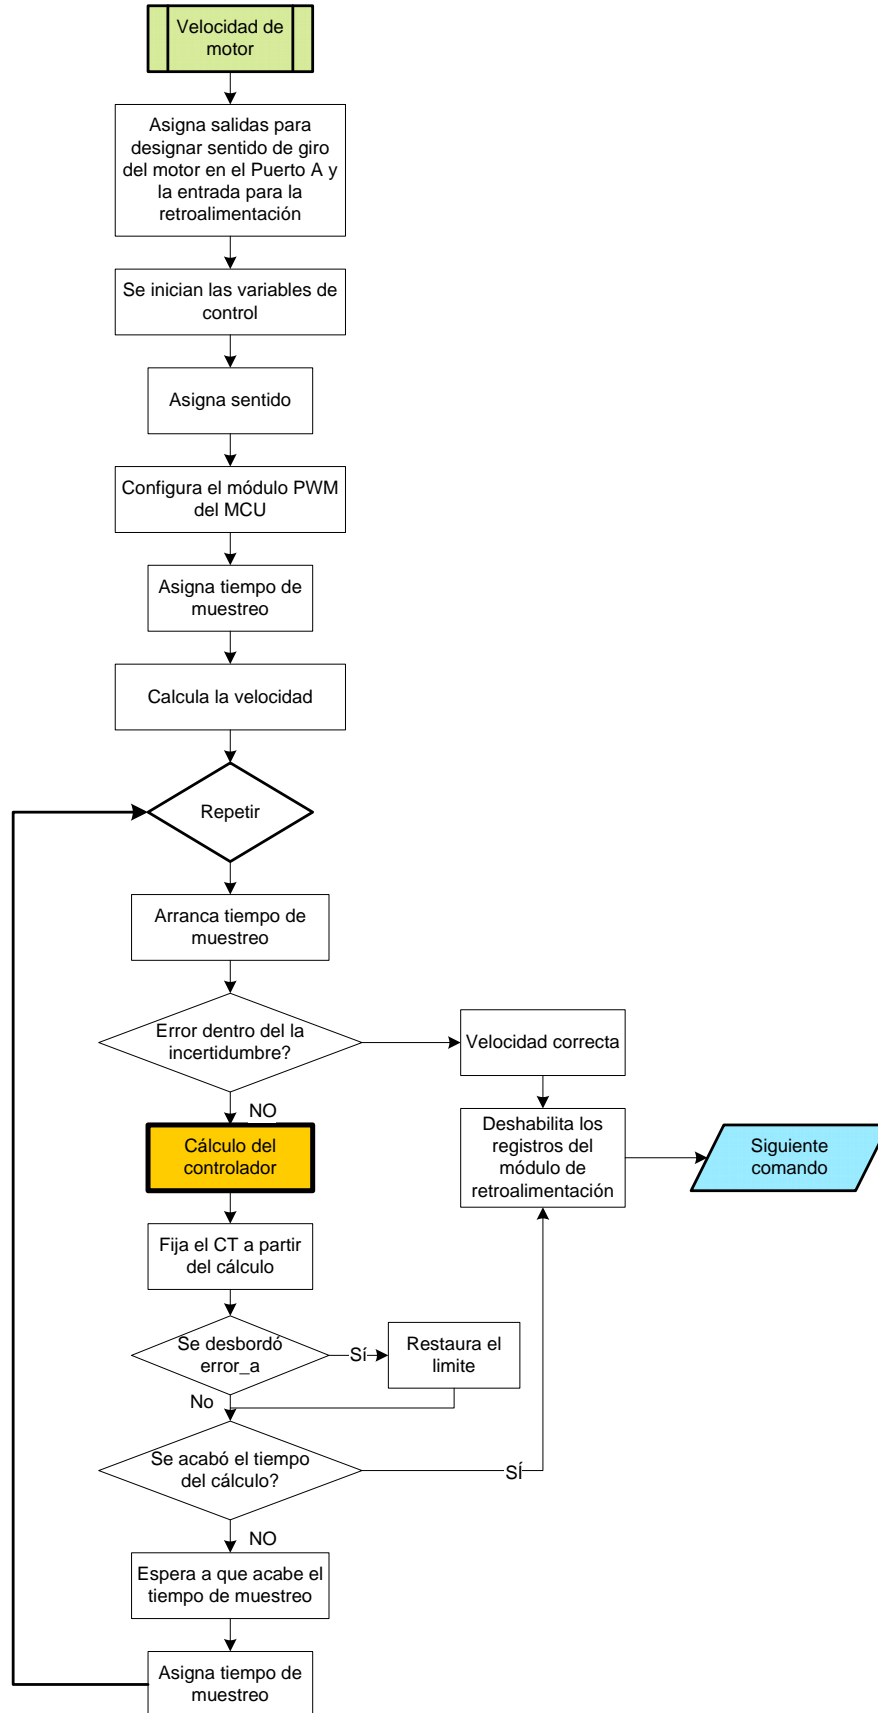 Velocidad de
motor
Asigna salidas para
designar sentido de giro
del motor en el Puerto A y
la entrada para la
retroalimentación
Se inician las variables de
control
Asigna sentido
Configura el módulo PWM
del MCU
Asigna tiempo de
muestreo
Calcula la velocidad
Repetir
Arranca tiempo de
muestreo
Error dentro del la
incertidumbre?
Velocidad correcta
NO
Cálculo del
controlador
Deshabilita los
registros del
módulo de
retroalimentación
Siguiente
comando
Fija el CT a partir
del cálculo
Se desbordó
error_a
Sí
Restaura el
limite
No
Se acabó el tiempo
del cálculo?
SÍ
NO
Espera a que acabe el
tiempo de muestreo
Asigna tiempo de
muestreo